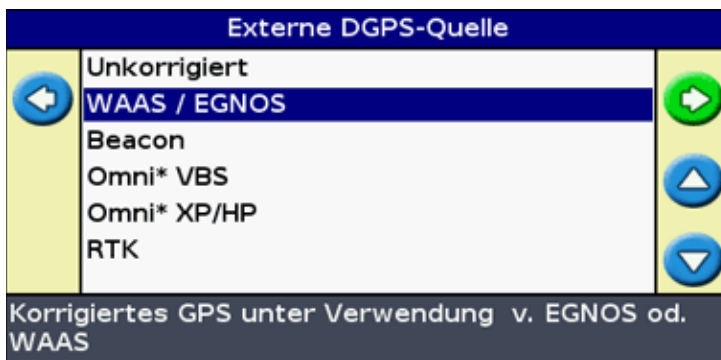 Externe DGPS-Quelle
Unkorrigiert
WAAS / EGNOS
Beacon
Omni* VBS
Omni* XP/HP
RTK
Korrigiertes GPS unter Verwendung v. EGNOS od.
WAAS